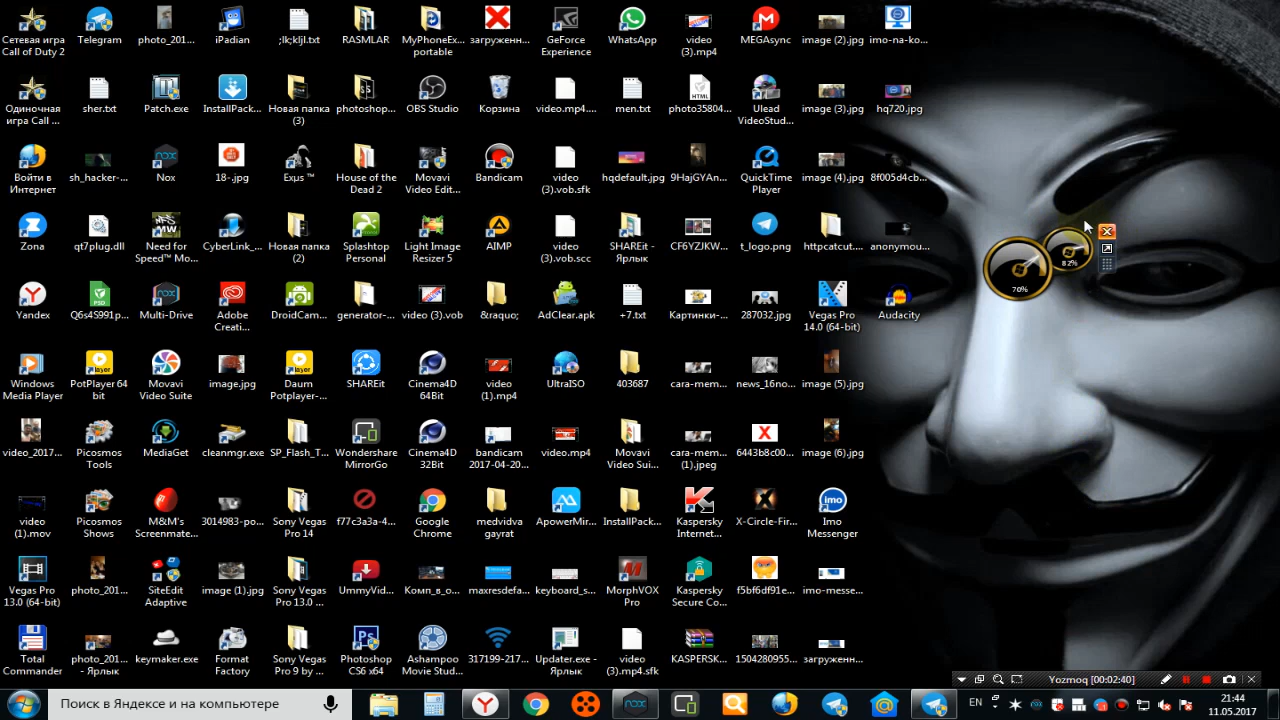 Сетевая игра
Call of Duty 2
Telegram
photo_201...
iPadian
;lk;kljl.txt
RASMLAR
MyPhoneEx...
portable
загруженн...
GeForce
Experience
WhatsApp
video
(3).mp4
MEGAsync
image (2).jpg
imo-na-ko...
Одиночная
игра Call ...
sher.txt
Patch.exe
InstallPack...
Новая папка
(3)
photoshop...
OBS Studio
Корзина
video.mp4....
men.txt
photo35804...
Ulead
VideoStud...
image (3).jpg
hq720.jpg
Войти в
Интернет
sh_hacker-...
Nox
18-.jpg
Exµs ™
House of the
Dead 2
Movavi
Video Edit...
Bandicam
video
(3).vob.sfk
hqdefault.jpg
9HajGYAn...
QuickTime
Player
image (4).jpg
8f005d4cb...
Zona
qt7plug.dll
Need for
Speed™ Mo...
CyberLink_...
Новая папка
(2)
Splashtop
Personal
Light Image
Resizer 5
AIMP
video
(3).vob.scc
SHAREit -
Ярлык
CF6YZJKW...
t_logo.png
httpcatcut....
anonymou...
82%
70%
Yandex
Q6s4S991p...
Multi-Drive
Adobe
Creati...
DroidCam...
generator-...
video (3).vob
&raquo;
AdClear.apk
+7.txt
Картинки-...
287032.jpg
Vegas Pro
14.0 (64-bit)
Audacity
Windows
Media Player
PotPlayer 64
bit
Movavi
Video Suite
image.jpg
Daum
Potplayer-...
SHAREit
Cinema4D
64Bit
video
(1).mp4
UltraISO
403687
cara-mem...
news_16no...
image (5).jpg
video_2017...
Picosmos
Tools
MediaGet
cleanmgr.exe
SP_Flash_T...
Wondershare
MirrorGo
Cinema4D
32Bit
bandicam
2017-04-20...
video.mp4
Movavi
Video Sui...
cara-mem...
(1).jpeg
6443b8c00...
image (6).jpg
video
(1).mov
Picosmos
Shows
M&M's
Screenmate...
3014983-po...
Sony Vegas
Pro 14
f77c3a3a-4...
Google
Chrome
medvidva
gayrat
ApowerMir...
InstallPack...
Kaspersky
Internet...
X-Circle-Fir...
Imo
Messenger
Vegas Pro
13.0 (64-bit)
photo_201...
SiteEdit
Adaptive
image (1).jpg
Sony Vegas
Pro 13.0 ...
UmmyVid...
Комп_в_о...
maxresdefa...
keyboard_s...
MorphVOX
Pro
Kaspersky
Secure Co...
f5bf6df91e...
imo-messe...
Total
Commander
photo_201...
- Ярлык
keymaker.exe
Format
Factory
Sony Vegas
Pro 9 by ...
Photoshop
CS6 x64
Ashampoo
Movie Stud...
317199-217...
Updater.exe -
Ярлык
video
(3).mp4.sfk
KASPERSK...
1504280955...
загруженн...
Yozmoq [00:02:40]
Поиск в Яндексе и на компьютере
EN
21:44
11.05.2017